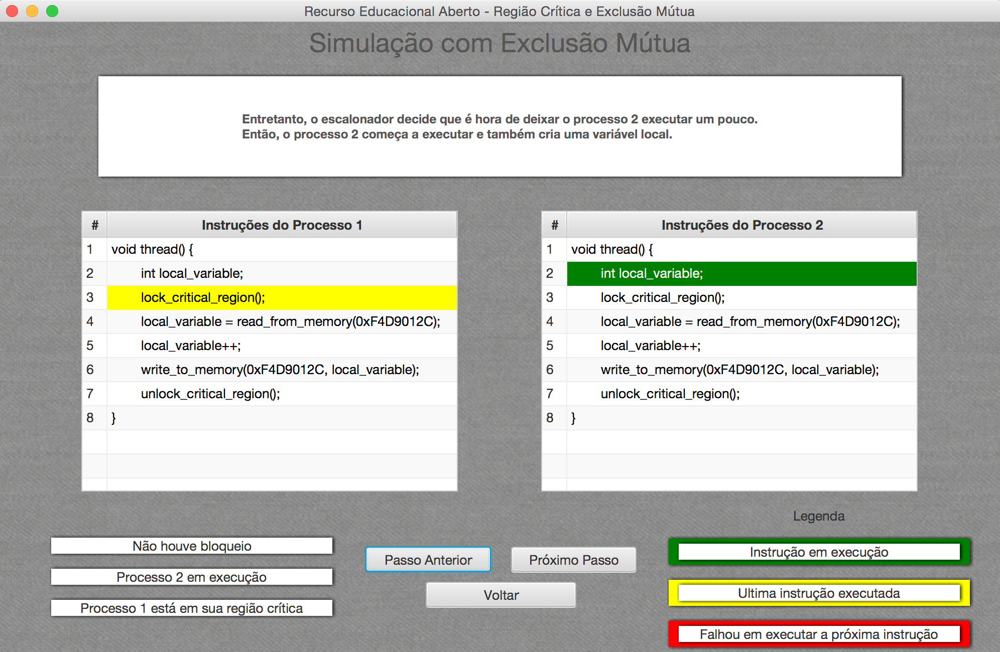 Recurso Educacional Aberto - Região Crítica e Exclusão Mútua
Simulação com Exclusão Mútua
Entretanto, o escalonador decide que é hora de deixar o processo 2 executar um pouco.
Então, o processo 2 começa a executar e também cria uma variável local.
# Instruções do Processo 1
1 void thread() {
2 int local_variable;
3 lock_critical_region();
4 local_variable = read_from_memory(0xF4D9012C);
5 local_variable++;
6 write_to_memory(0xF4D9012C, local_variable);
7 unlock_critical_region();
8 }
# Instruções do Processo 2
1 void thread() {
2 int local_variable;
3 lock_critical_region();
4 local_variable = read_from_memory(0xF4D9012C);
5 local_variable++;
6 write_to_memory(0xF4D9012C, local_variable);
7 unlock_critical_region();
8 }
Não houve bloqueio
Processo 2 em execução
Processo 1 está em sua região crítica
Passo Anterior
Próximo Passo
Voltar
Legenda
Instrução em execução
Ultima instrução executada
Falhou em executar a próxima instrução